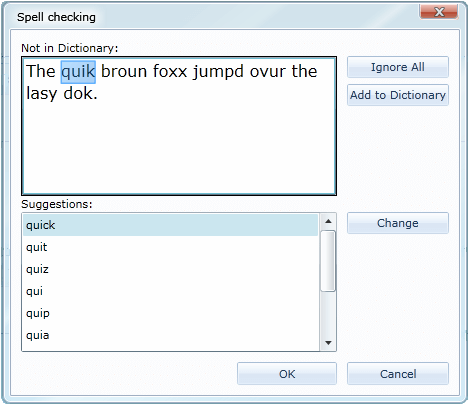 Spell checking
Not in Dictionary:
The quik broun foxx jumpd ovur the
lasy dok.
Ignore All
Add to Dictionary
Suggestions:
quick
quit
quiz
qui
quip
quia
Change
OK
Cancel